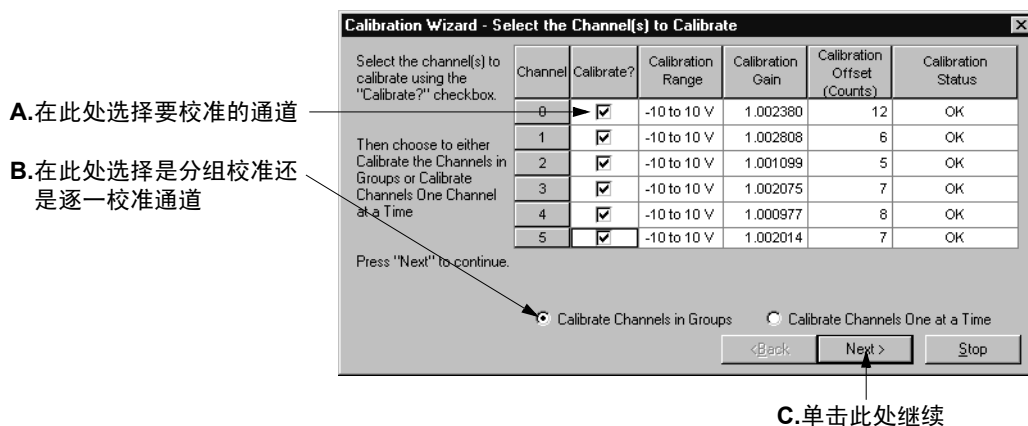 Calibration Wizard - Select the Channel(s) to Calibrate
Select the channel(s) to
calibrate using the
"Calibrate?" checkbox.
Then choose to either
Calibrate the Channels in
Groups or Calibrate
Channels One Channel
at a Time
Press "Next" to continue.
Channel Calibrate? Calibration Range Calibration Gain Calibration Offset (Counts) Calibration Status
0 -10 to 10 V 1.002380 12 OK
1 -10 to 10 V 1.002808 6 OK
2 -10 to 10 V 1.001099 5 OK
3 -10 to 10 V 1.002075 7 OK
4 -10 to 10 V 1.000977 8 OK
5 -10 to 10 V 1.002014 7 OK
A.在此处选择要校准的通道
B.在此处选择是分组校准还
是逐一校准通道
Calibrate Channels in Groups Calibrate Channels One at a Time
<Back Next > Stop
C.单击此处继续